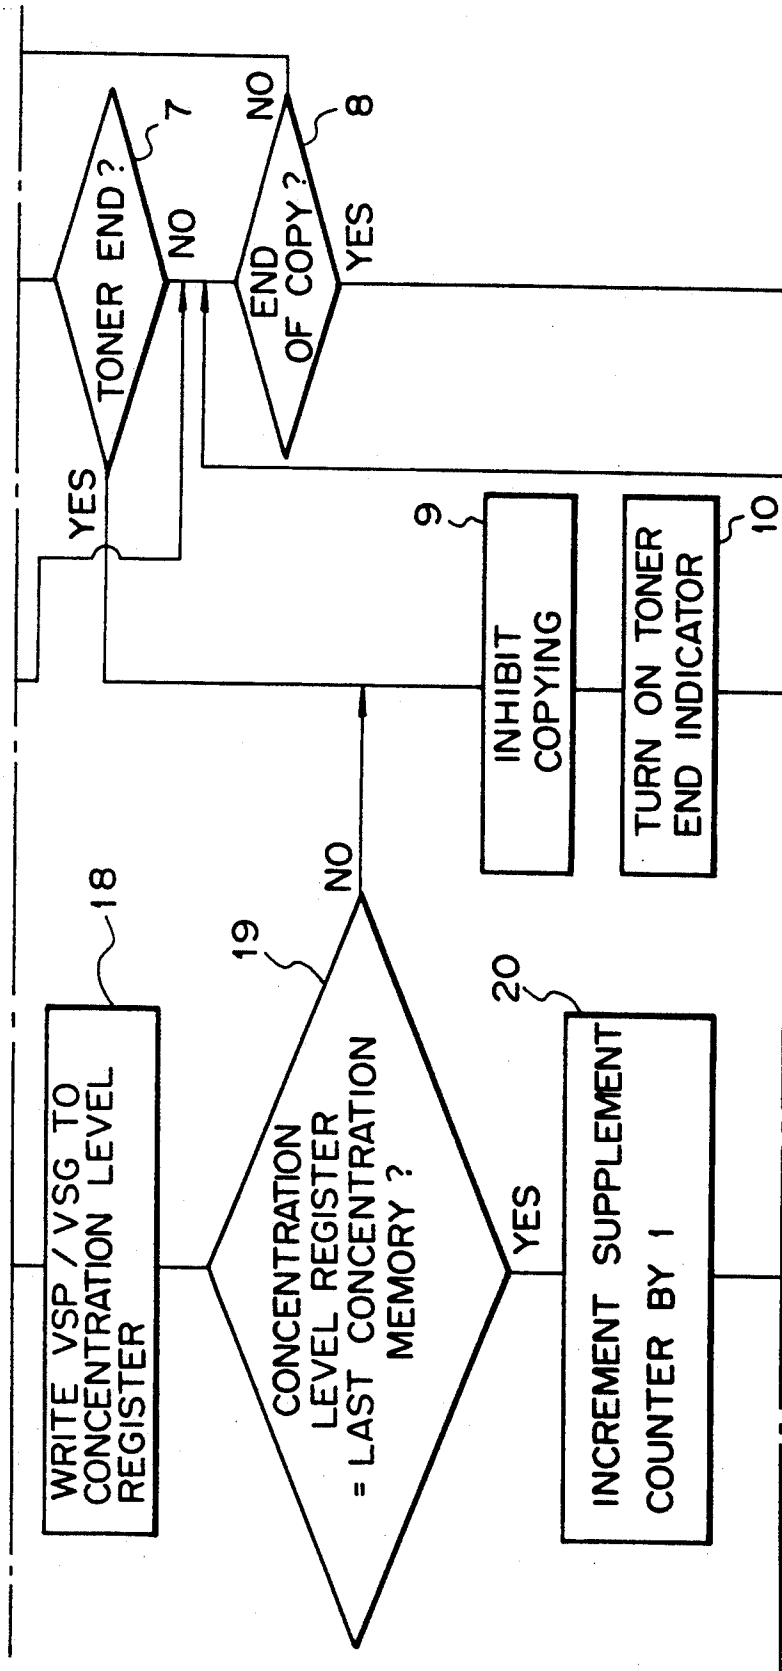 WRITE VSP / VSG TO
CONCENTRATION LEVEL
REGISTER
18
CONCENTRATION
LEVEL REGISTER
= LAST CONCENTRATION
MEMORY ?
19
NO
YES
INCREMENT SUPPLEMENT
COUNTER BY 1
20
TONER END ?
7
YES
NO
END
OF COPY ?
8
NO
YES
INHIBIT
COPYING
9
TURN ON TONER
END INDICATOR
10